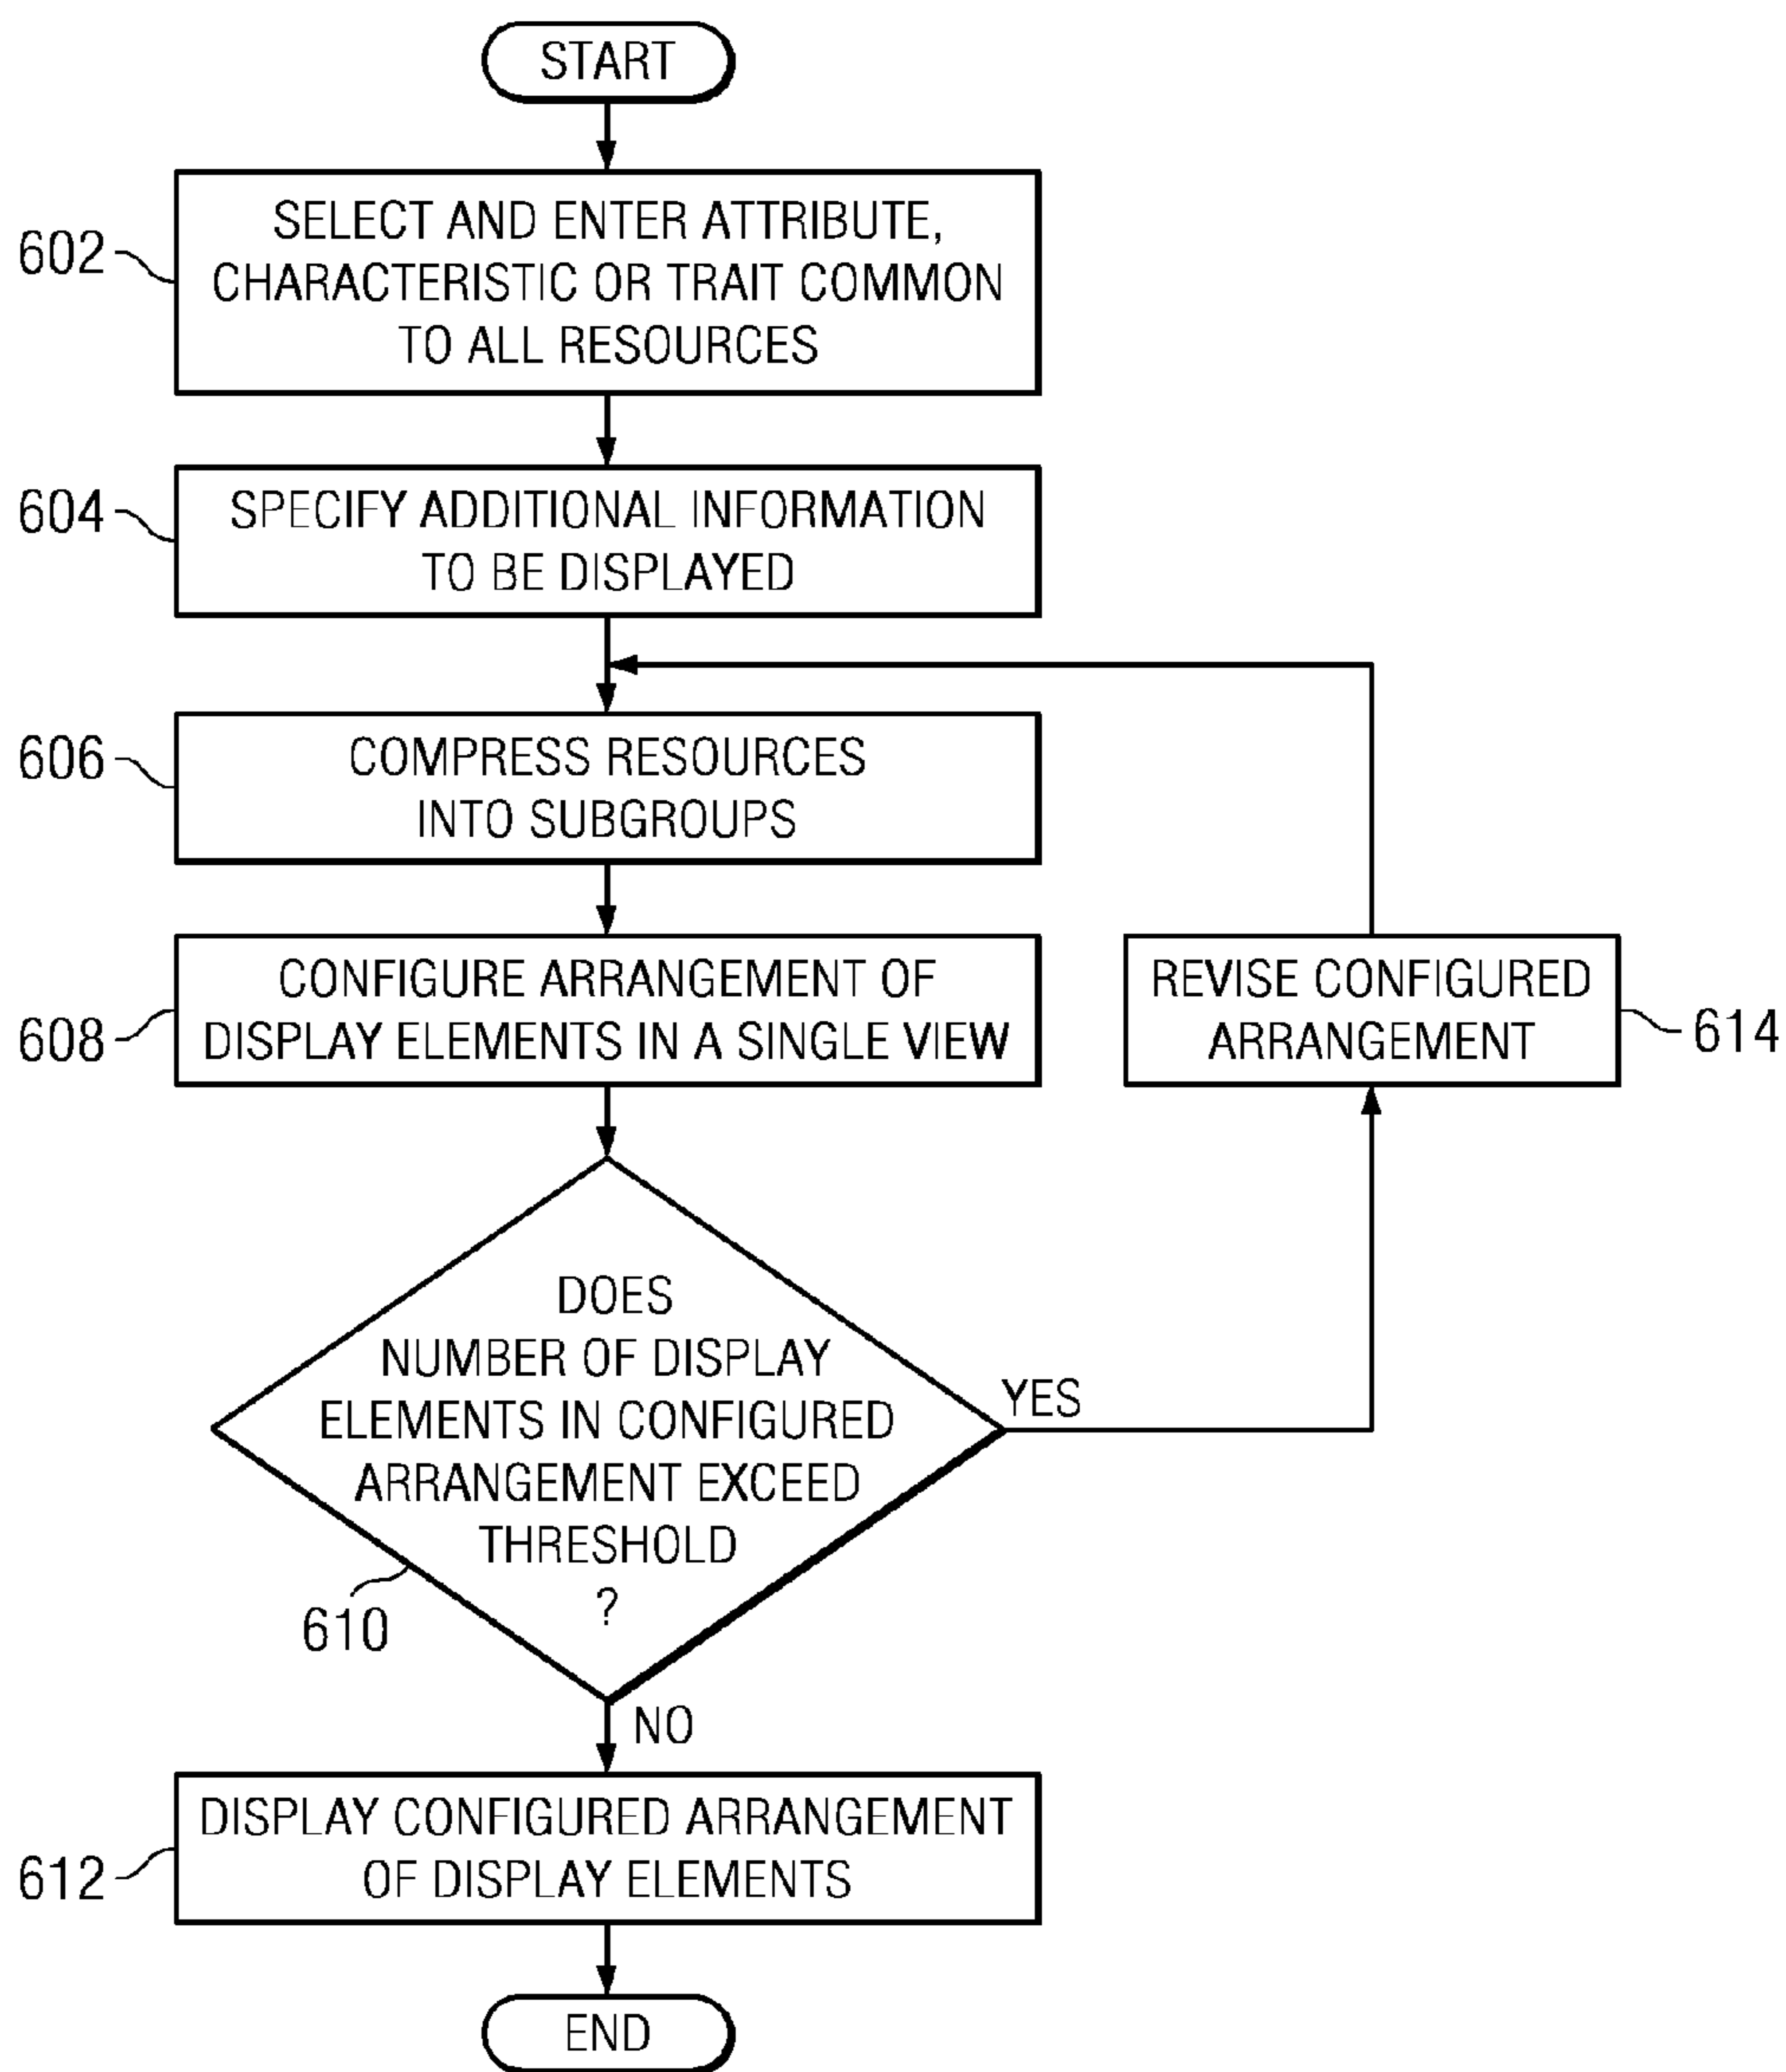 START
602
SELECT AND ENTER ATTRIBUTE,
CHARACTERISTIC OR TRAIT COMMON
TO ALL RESOURCES
604
SPECIFY ADDITIONAL INFORMATION
TO BE DISPLAYED
606
COMPRESS RESOURCES
INTO SUBGROUPS
608
CONFIGURE ARRANGEMENT OF
DISPLAY ELEMENTS IN A SINGLE VIEW
REVISE CONFIGURED
ARRANGEMENT
614
DOES
NUMBER OF DISPLAY
ELEMENTS IN CONFIGURED
ARRANGEMENT EXCEED
THRESHOLD
?
YES
610
NO
612
DISPLAY CONFIGURED ARRANGEMENT
OF DISPLAY ELEMENTS
END